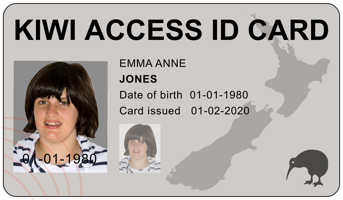 KIWI ACCESS ID CARD
EMMA ANNE
JONES
Date of birth 01-01-1980
Card issued 01-02-2020
01-01-1980